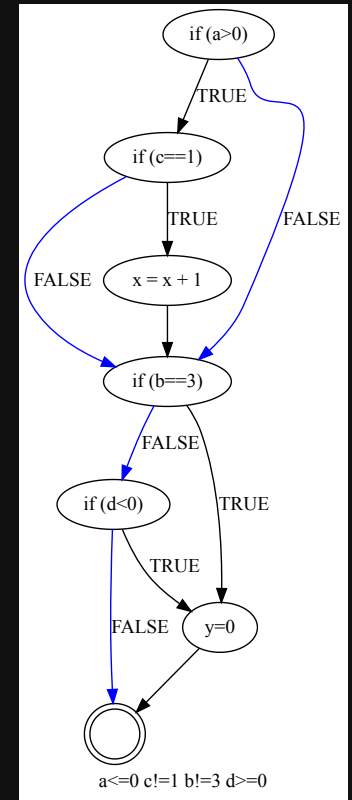 if (a>0)
TRUE
if (c==1)
TRUE
FALSE
FALSE
x = x + 1
if (b==3)
FALSE
if (d<0)
TRUE
TRUE
FALSE
y=0
a<=0 c!=1 b!=3 d>=0